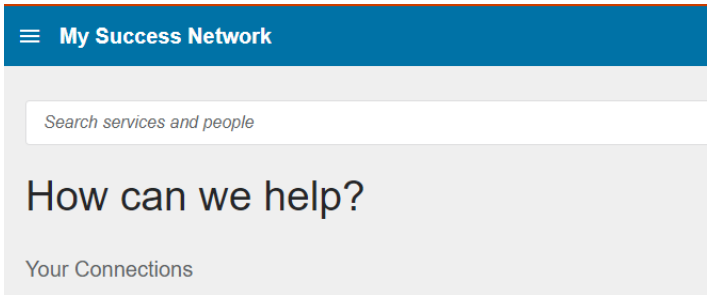 My Success Network
Search services and people
How can we help?
Your Connections